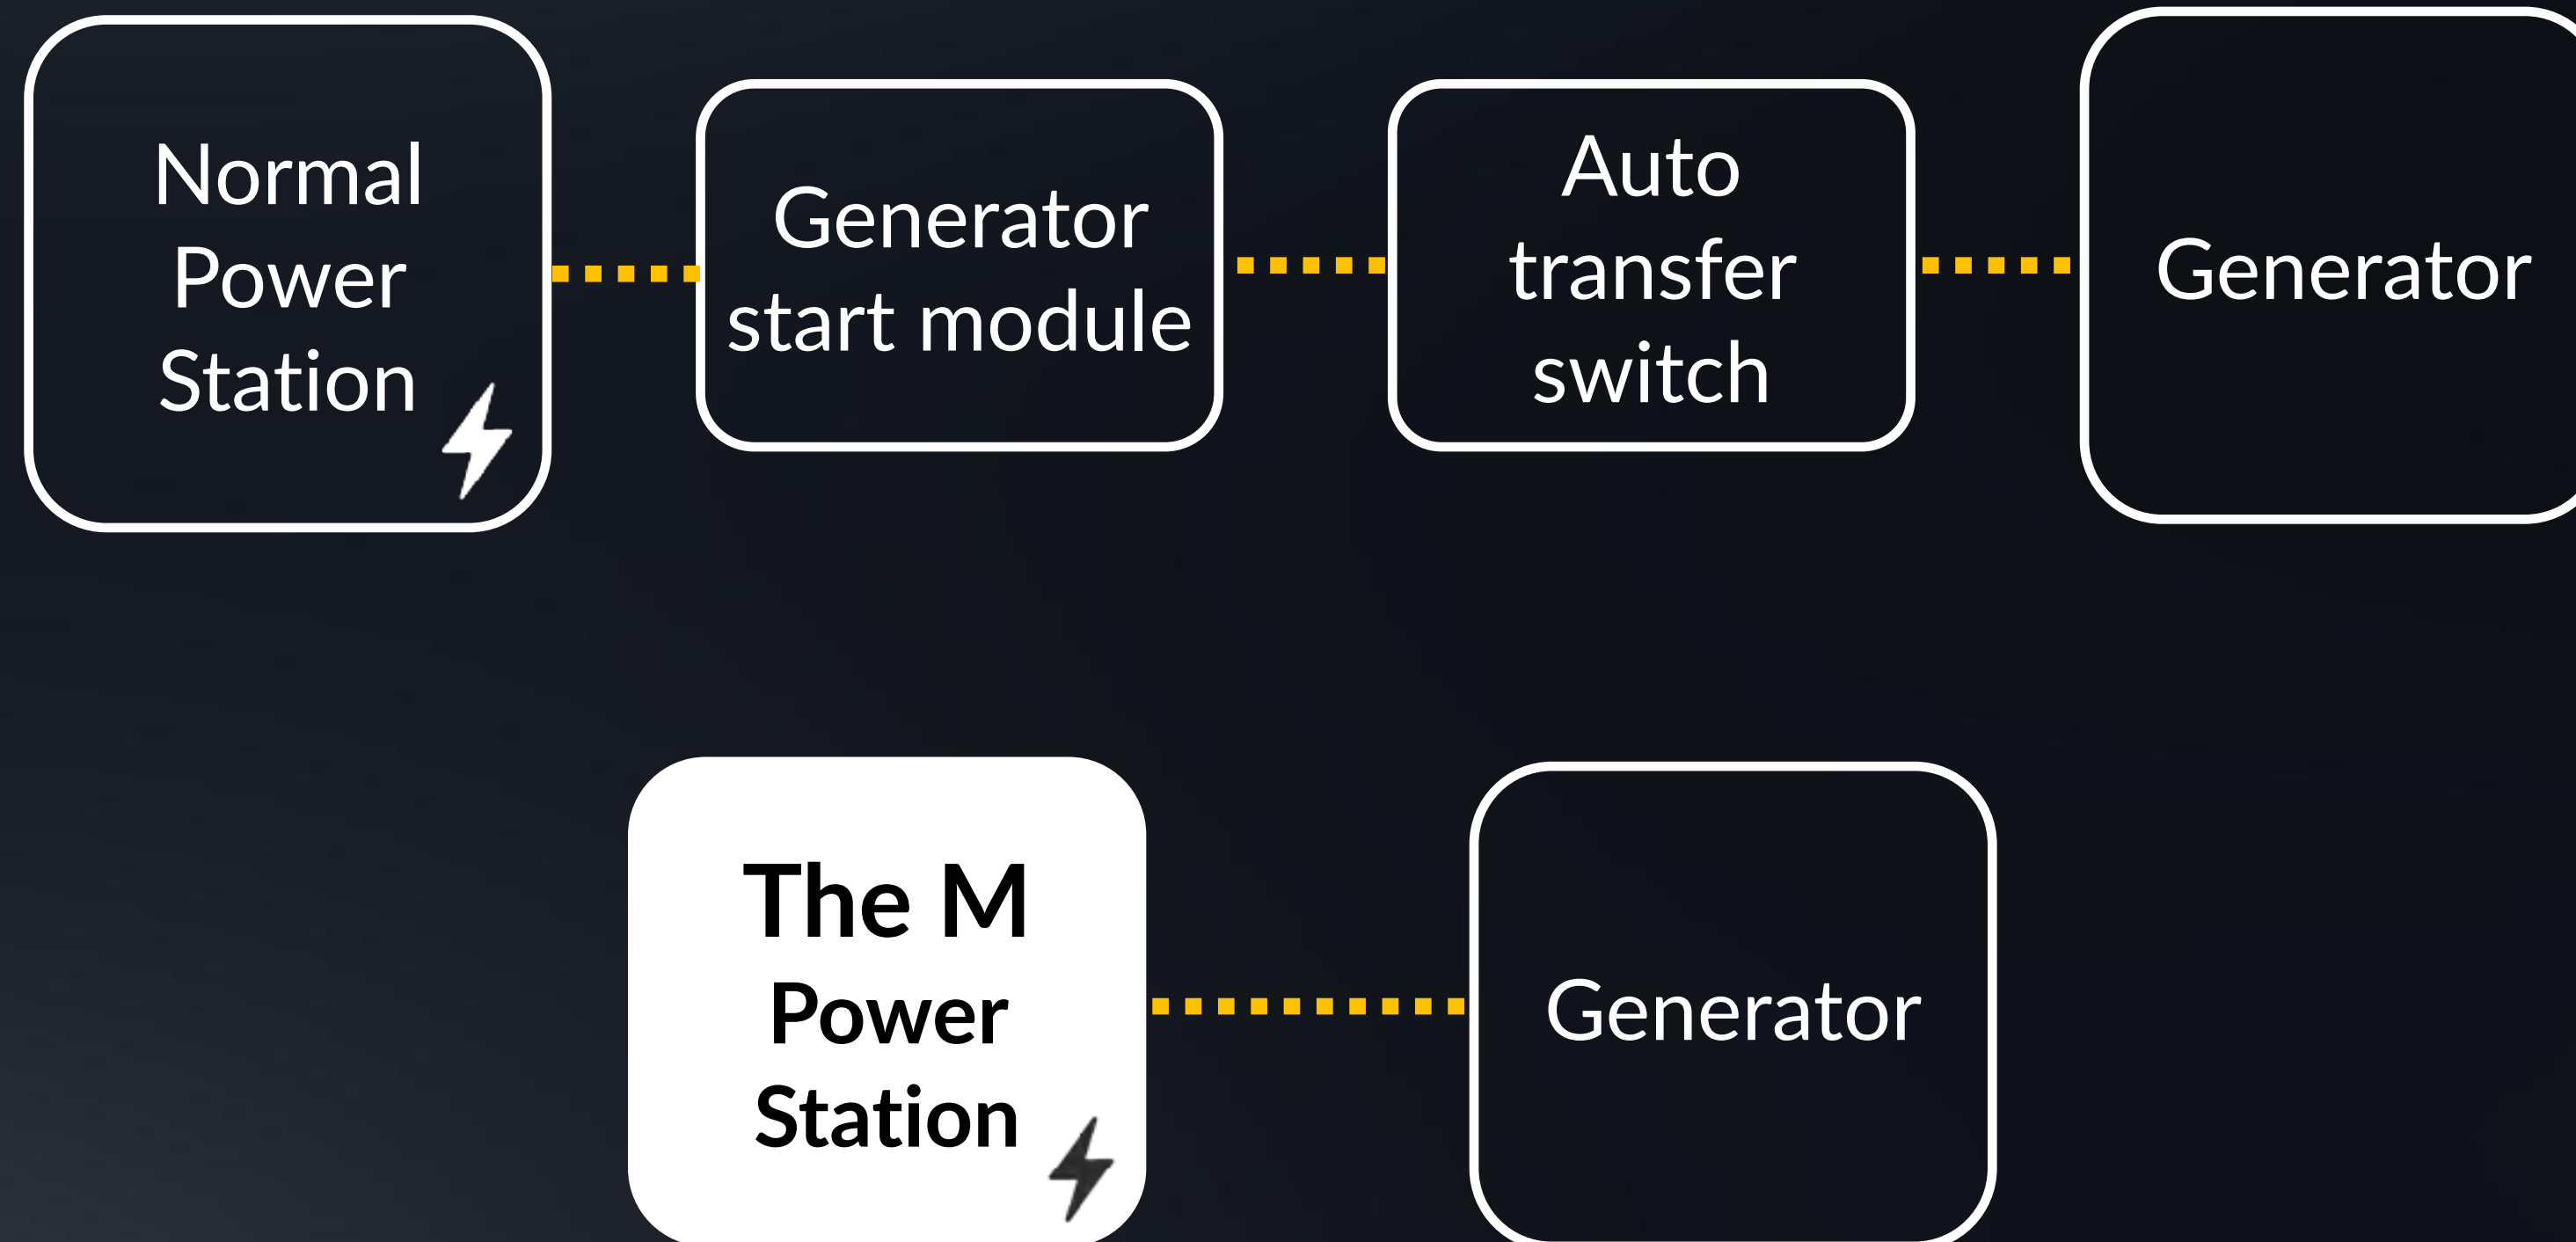 Normal
Power
Station
Generator
start module
Auto
transfer
switch
Generator
The M
Power
Station
Generator